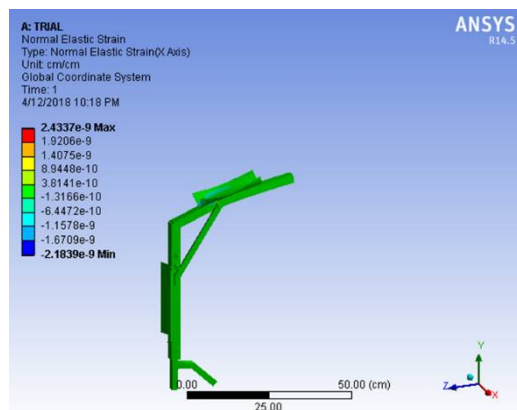 A: TRIAL
Normal Elastic Strain
Type: Normal Elastic Strain(X Axis)
Unit: cm/cm
Global Coordinate System
Time: 1
4/12/2018 10:18 PM
2.4337e-9 Max
1.9206e-9
1.4075e-9
8.9448e-10
3.8141e-10
-1.3166e-10
-6.4472e-10
-1.1578e-9
-1.6709e-9
-2.1839e-9 Min
ANSYS
R14.5
0.00
50.00 (cm)
25.00
Y
Z
X